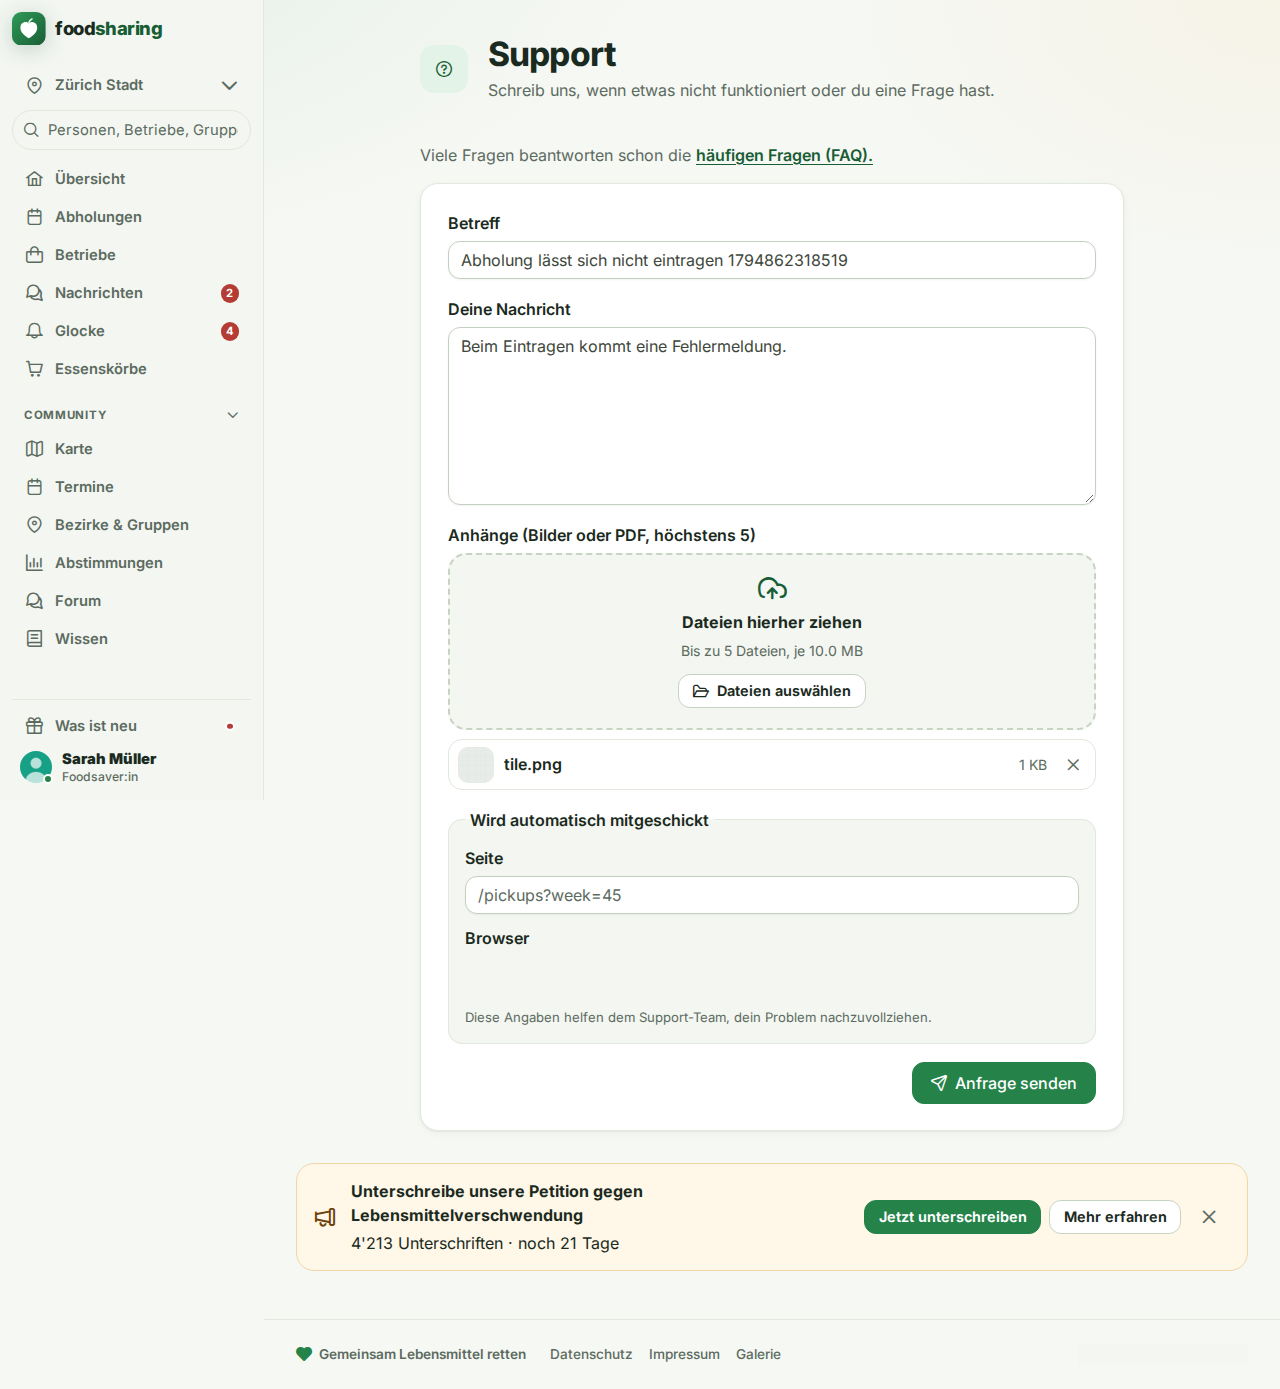 foodsharing
Zürich Stadt
Personen, Betriebe, Grupp
Übersicht
Abholungen
Betriebe
Nachrichten 2
Glocke 4
Essenskörbe
COMMUNITY
Karte
Termine
Bezirke & Gruppen
Abstimmungen
Forum
Wissen
Was ist neu
Sarah Müller
Foodsaver:in
Support
Schreib uns, wenn etwas nicht funktioniert oder du eine Frage hast.
Viele Fragen beantworten schon die häufigen Fragen (FAQ).
Betreff
Abholung lässt sich nicht eintragen 1794862318519
Deine Nachricht
Beim Eintragen kommt eine Fehlermeldung.
Anhänge (Bilder oder PDF, höchstens 5)
Dateien hierher ziehen
Bis zu 5 Dateien, je 10.0 MB
Dateien auswählen
tile.png 1 KB
Wird automatisch mitgeschickt
Seite
/pickups?week=45
Browser
Diese Angaben helfen dem Support-Team, dein Problem nachzuvollziehen.
Anfrage senden
Unterschreibe unsere Petition gegen
Lebensmittelverschwendung
4'213 Unterschriften · noch 21 Tage
Jetzt unterschreiben
Mehr erfahren
Gemeinsam Lebensmittel retten Datenschutz Impressum Galerie